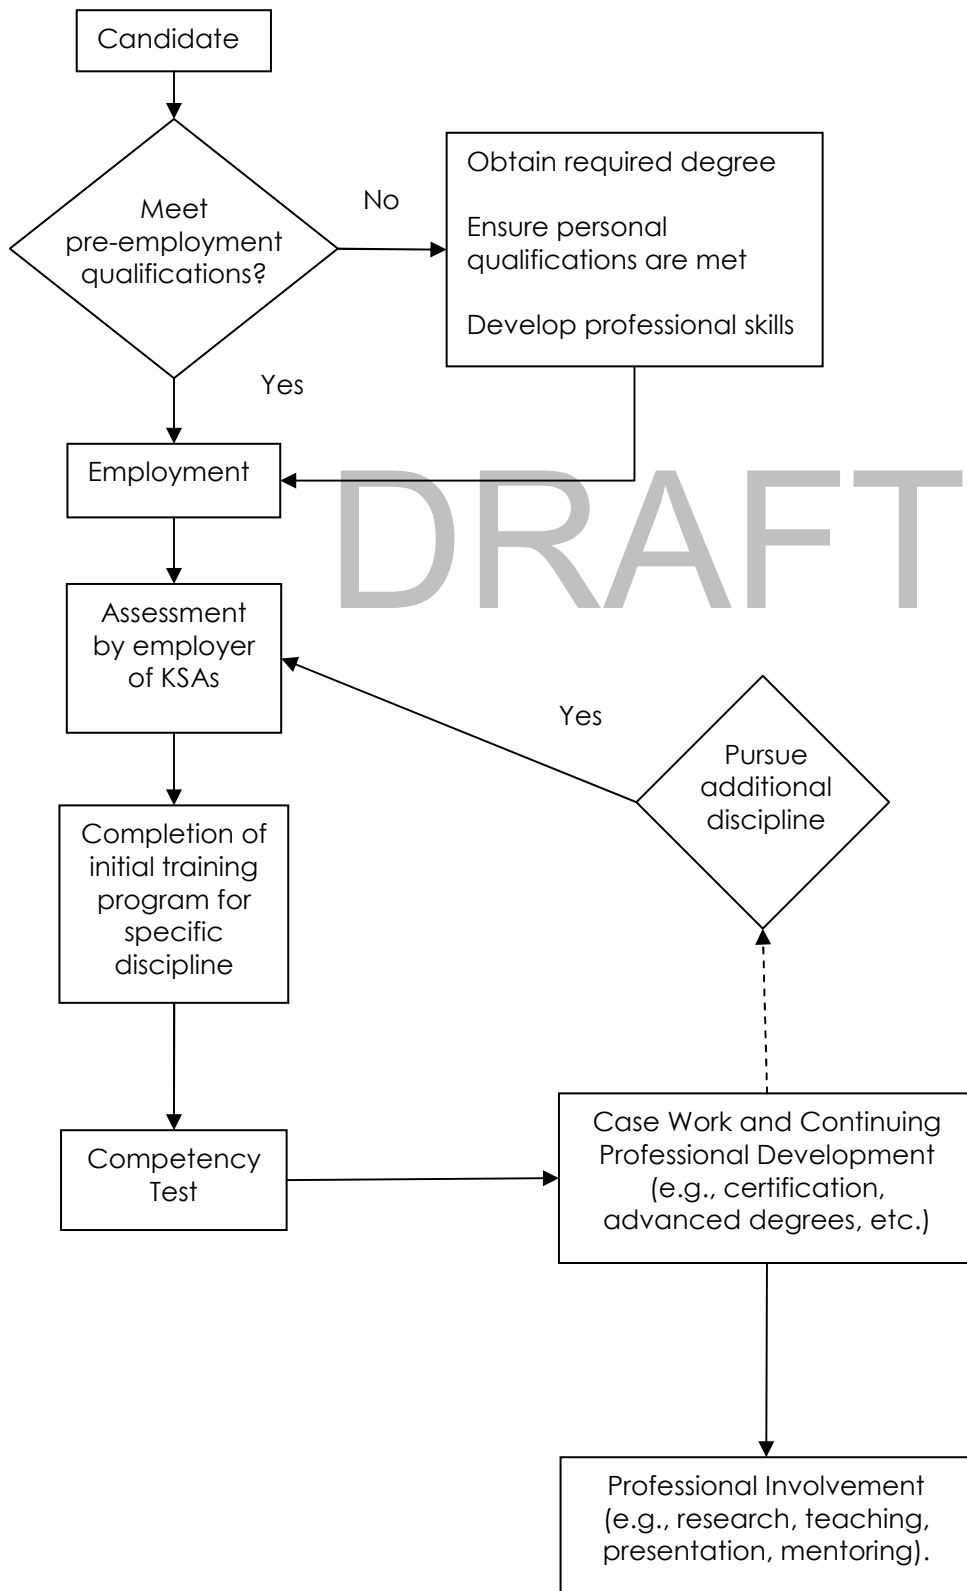 Candidate
Meet
pre-employment
qualifications?
No
Obtain required degree
Ensure personal
qualifications are met
Develop professional skills
Yes
Employment
DRAFT
Assessment
by employer
of KSAs
Yes
Pursue
additional
discipline
Completion of
initial training
program for
specific
discipline
Competency
Test
Case Work and Continuing
Professional Development
(e.g., certification,
advanced degrees, etc.)
Professional Involvement
(e.g., research, teaching,
presentation, mentoring).